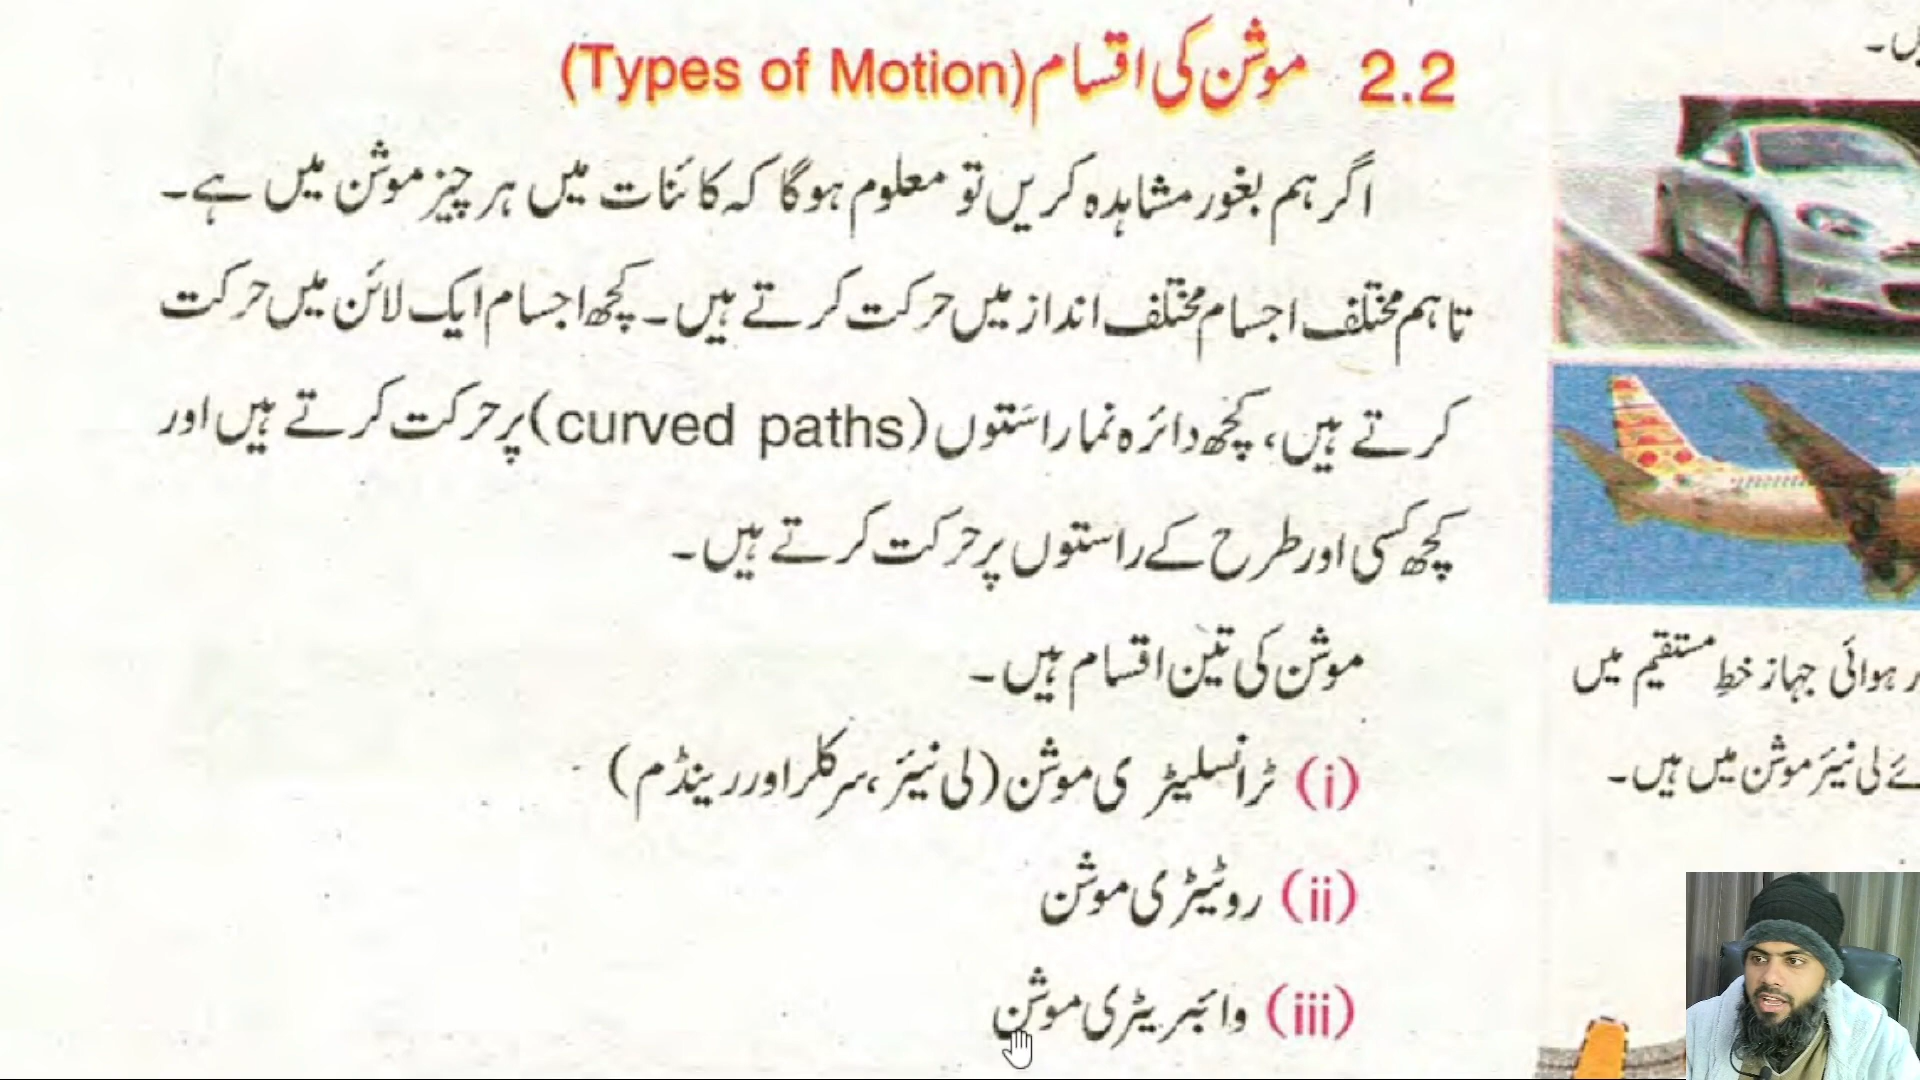 2.2 موشن کی اقسام (Types of Motion)
اگر ہم بغور مشاہدہ کریں تو معلوم ہوگا کہ کائنات میں ہر چیز موشن میں ہے۔
تاہم مختلف اجسام مختلف انداز میں حرکت کرتے ہیں۔ کچھ اجسام ایک لائن میں حرکت
کرتے ہیں، کچھ دائرہ نما راستوں (curved paths) پر حرکت کرتے ہیں اور
کچھ کسی اور طرح کے راستوں پر حرکت کرتے ہیں۔
موشن کی تین اقسام ہیں۔
(i) ٹرانسلیٹری موشن (لی نیئر، سرکلر اور رینڈم)
(ii) روٹیٹری موشن
(iii) وائبریٹری موشن
ہوائی جہاز خطِ مستقیم میں
لی نیئر موشن میں ہیں۔